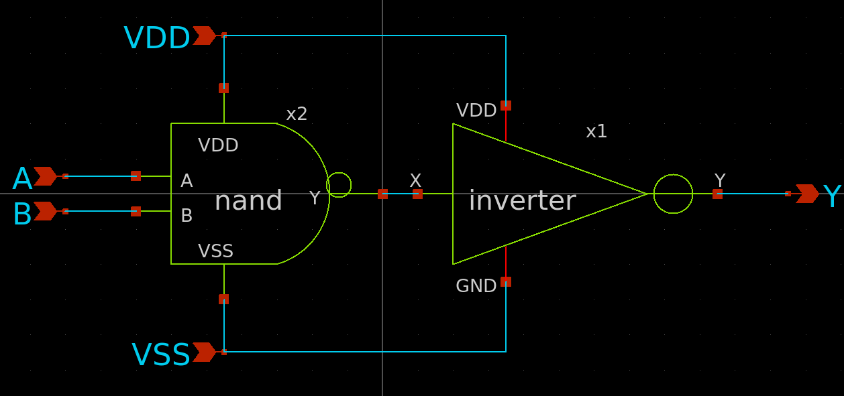 VDD
x2
VDD
x1
VDD
A
A
X
Y
nand
Y
inverter
Y
B
B
VSS
GND
VSS